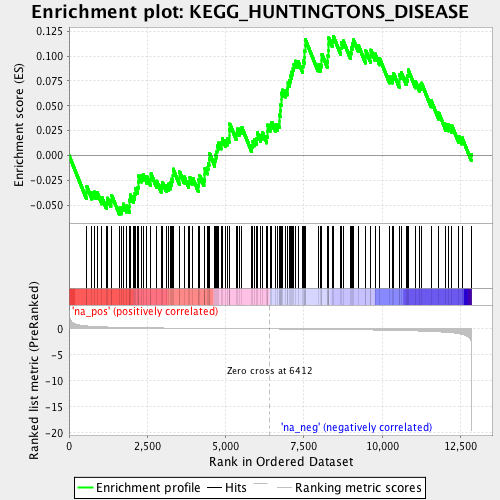 Enrichment plot: KEGG_HUNTINGTONS_DISEASE
Enrichment score (ES)
0.125
0.100
0.075
0.050
0.025
0.000
-0.025
-0.050
'na_pos' (positively correlated)
Ranked list metric (PreRanked)
0
-5
-10
-15
-20
Zero cross at 6412
'na_neg' (negatively correlated)
0
2,500
5,000
7,500
10,000
12,500
Rank in Ordered Dataset
Enrichment profile
Hits
Ranking metric scores